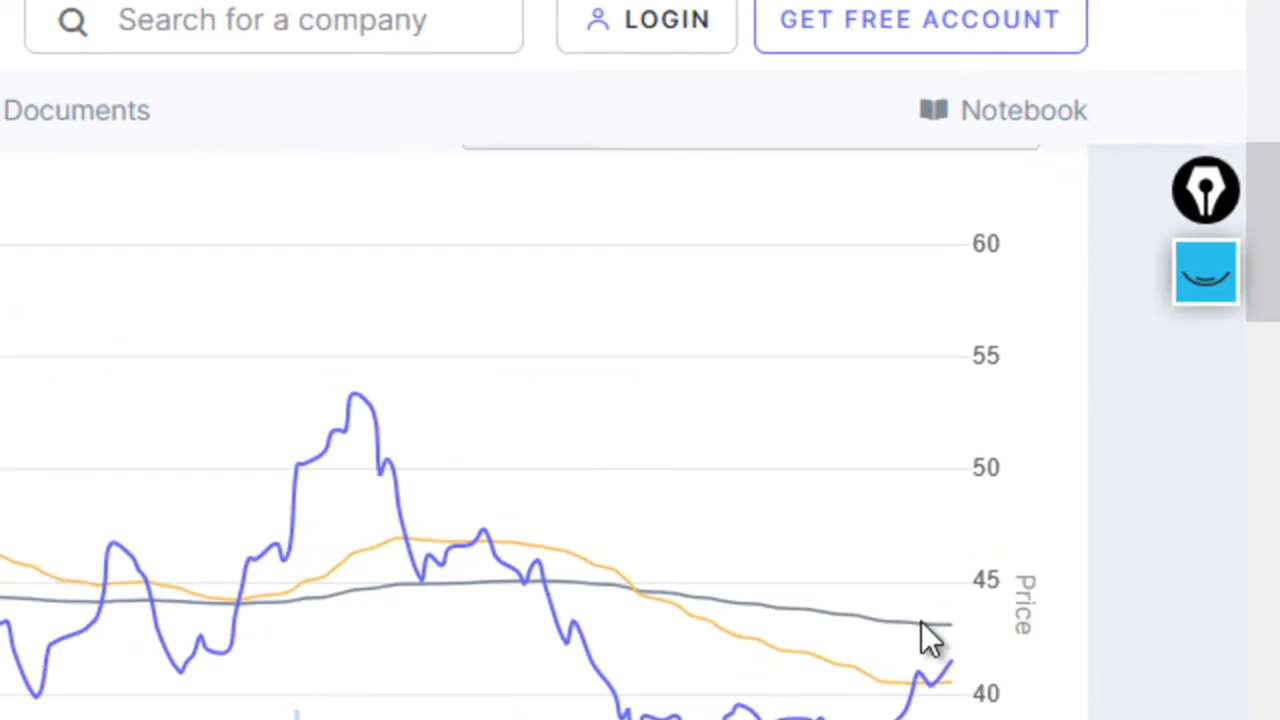 Search for a company
LOGIN
GET FREE ACCOUNT
Documents
Notebook
60
55
50
45
Price
40